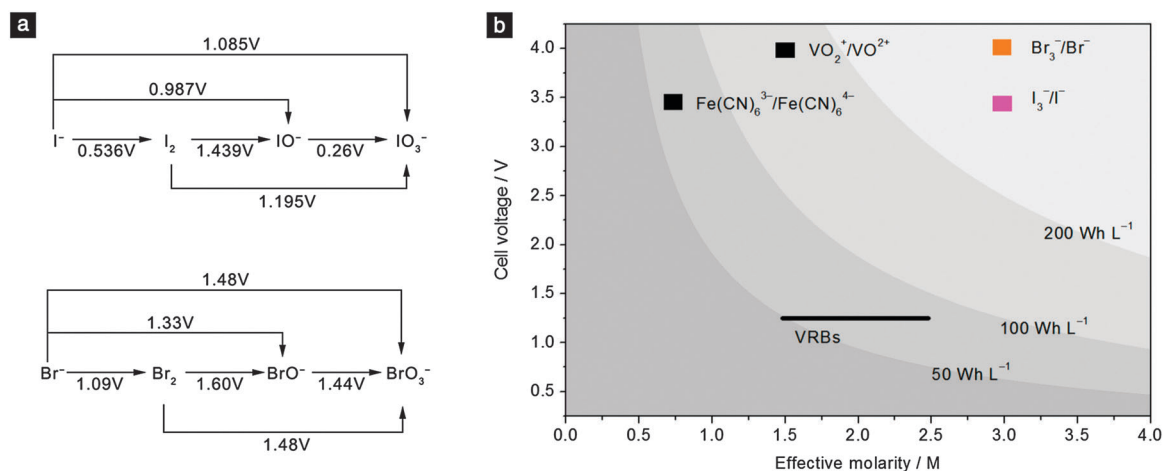 a
1.085V
0.987V
I⁻ I₂ IO⁻ IO₃⁻
0.536V 1.439V 0.26V
1.195V
1.48V
1.33V
Br⁻ Br₂ BrO⁻ BrO₃⁻
1.09V 1.60V 1.44V
1.48V
b
Cell voltage / V
4.0
3.5
3.0
2.5
2.0
1.5
1.0
0.5
VO₂⁺/VO²⁺
Br₃⁻/Br⁻
Fe(CN)₆³⁻/Fe(CN)₆⁴⁻
I₃⁻/I⁻
200 Wh L⁻¹
100 Wh L⁻¹
VRBs
50 Wh L⁻¹
0.0 0.5 1.0 1.5 2.0 2.5 3.0 3.5 4.0
Effective molarity / M